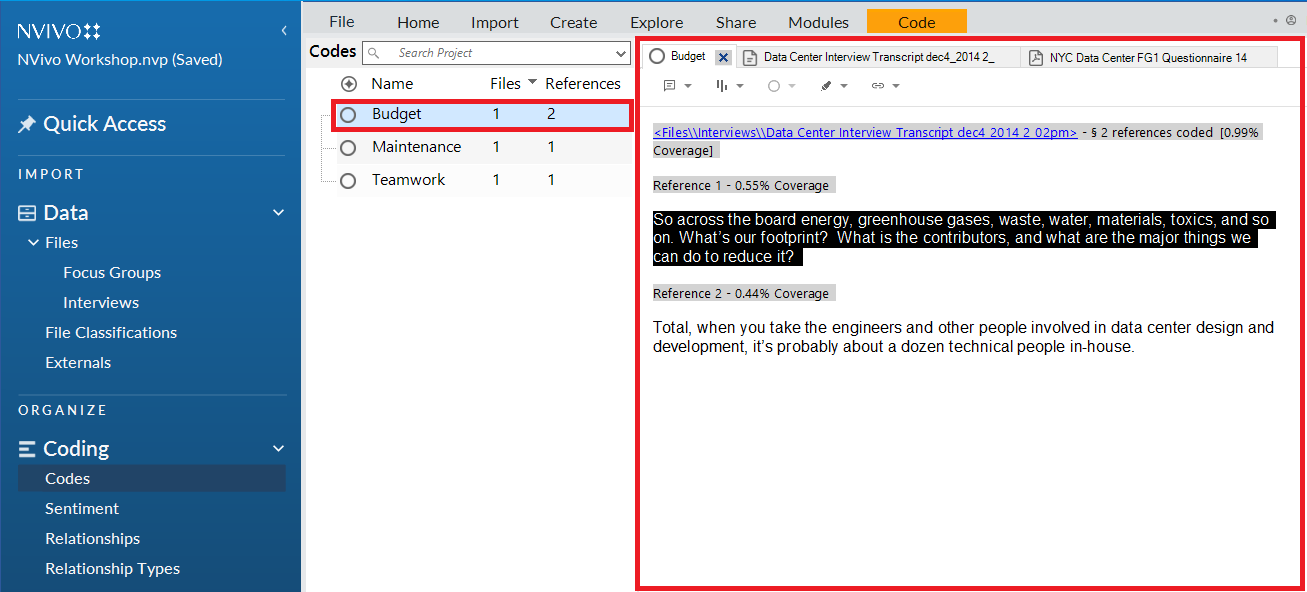 NVIVO
NVivo Workshop.nvp (Saved)
Quick Access
IMPORT
Data
Files
Focus Groups
Interviews
File Classifications
Externals
ORGANIZE
Coding
Codes
Sentiment
Relationships
Relationship Types
File Home Import Create Explore Share Modules Code
Codes Search Project
Name Files References
Budget 1 2
Maintenance 1 1
Teamwork 1 1
Budget Data Center Interview Transcript dec4_2014 2_ NYC Data Center FG1 Questionnaire 14
<Files\\Interviews\\Data Center Interview Transcript dec4_2014 2_02pm> - § 2 references coded [0.99%
Coverage]
Reference 1 - 0.55% Coverage
So across the board energy, greenhouse gases, waste, water, materials, toxics, and so
on. What’s our footprint? What is the contributors, and what are the major things we
can do to reduce it?
Reference 2 - 0.44% Coverage
Total, when you take the engineers and other people involved in data center design and
development, it’s probably about a dozen technical people in-house.